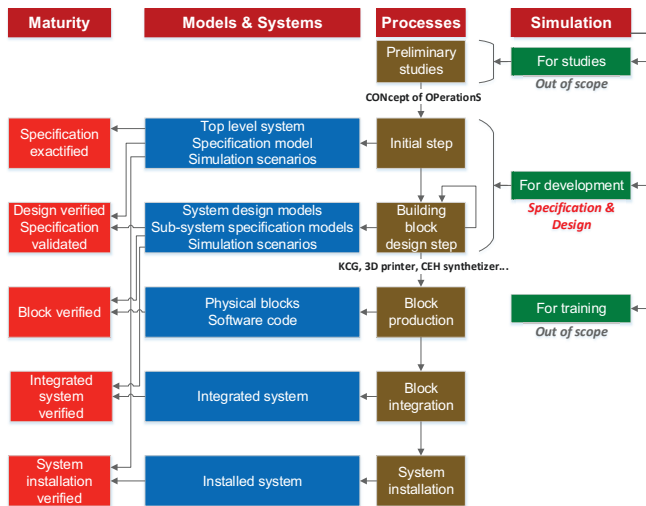 Maturity
Models & Systems
Processes
Simulation
Preliminary
studies
For studies
Out of scope
CONcept of OPerationS
Specification
exactified
Top level system
Specification model
Simulation scenarios
Initial step
For development
Specification &
Design
Design verified
Specification
validated
System design models
Sub-system specification models
Simulation scenarios
Building
block
design step
KCG, 3D printer, CEH synthetizer...
Block verified
Physical blocks
Software code
Block
production
For training
Out of scope
Integrated
system
verified
Integrated system
Block
integration
System
installation
verified
Installed system
System
installation